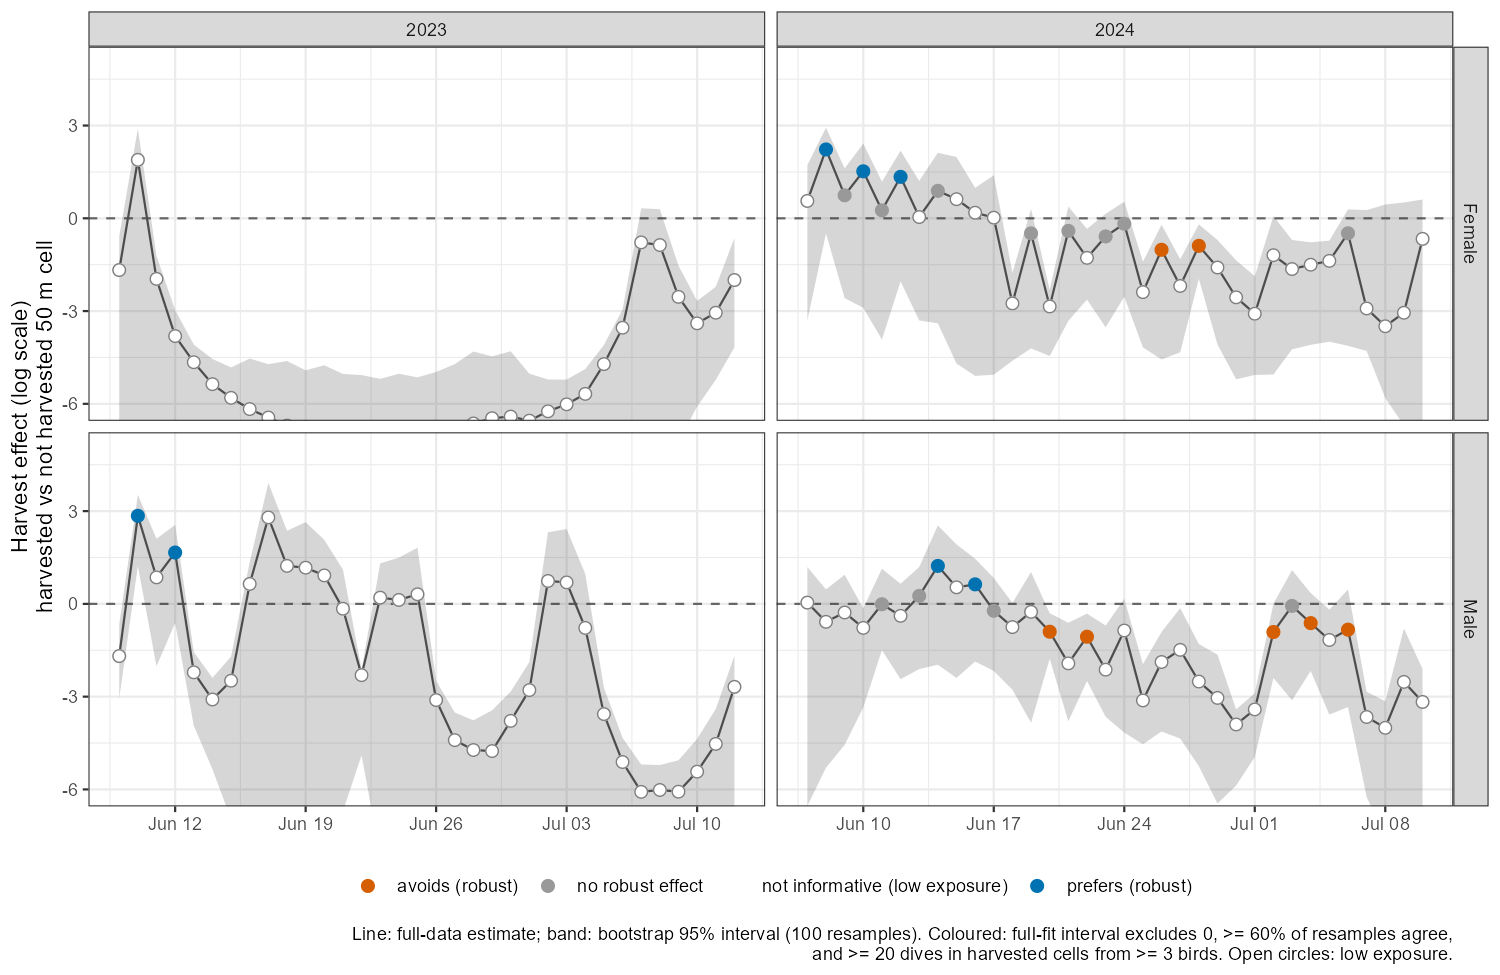 2023
2024
Harvest effect (log scale)
harvested vs not harvested 50 m cell
3
0
-3
-6
Female
3
0
-3
-6
Male
Jun 12
Jun 19
Jun 26
Jul 03
Jul 10
Jun 10
Jun 17
Jun 24
Jul 01
Jul 08
avoids (robust)
no robust effect
not informative (low exposure)
prefers (robust)
Line: full-data estimate; band: bootstrap 95% interval (100 resamples). Coloured: full-fit interval excludes 0, >= 60% of resamples agree,
and >= 20 dives in harvested cells from >= 3 birds. Open circles: low exposure.